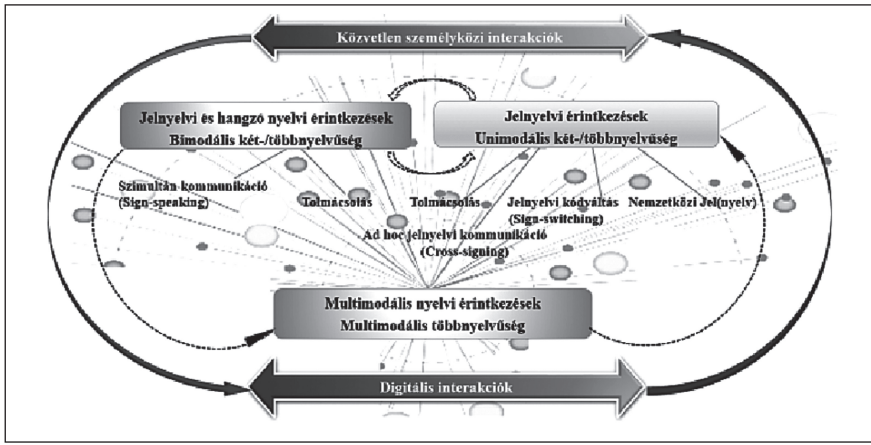 Közvetlen személyközi interakciók
Jelnyelvi és hangzó nyelvi érintkezések
Bimodális két-/többnyelvűség
Jelnyelvi érintkezések
Unimodális két-/többnyelvűség
Szimultán kommunikáció
(Sign-speaking)
Tolmácsolás
Tolmácsolás
Jelnyelvi kódváltás
(Sign-switching)
Nemzetközi Jel(nyelv)
Ad hoc jelnyelvi kommunikáció
(Cross-signing)
Multimodális nyelvi érintkezések
Multimodális többnyelvűség
Digitális interakciók